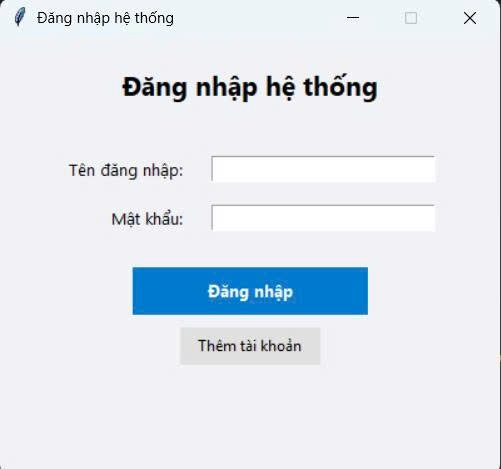 Đăng nhập hệ thống
Đăng nhập hệ thống
Tên đăng nhập:
Mật khẩu:
Đăng nhập
Thêm tài khoản